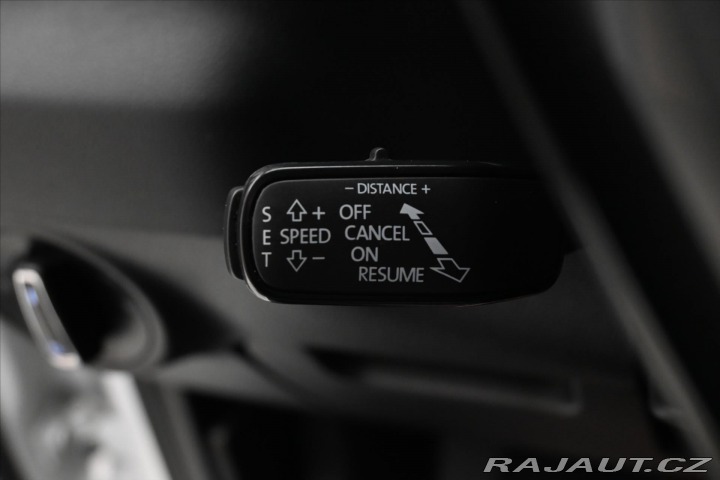 − DISTANCE +
S + OFF
E SPEED CANCEL
T − ON
RESUME
RAJAUT.CZ